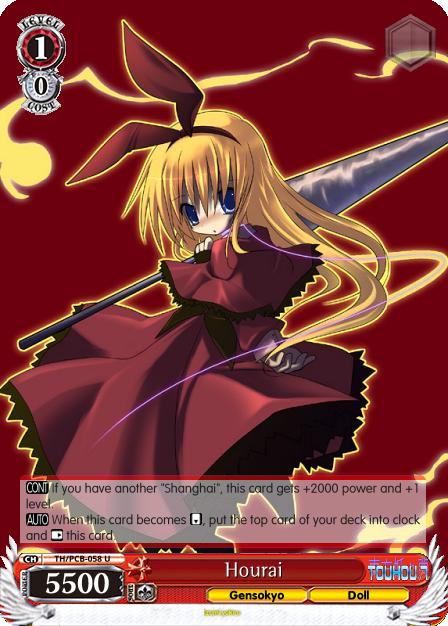 LEVEL
1
0
COST
CONT If you have another "Shanghai", this card gets +2000 power and +1
level.
AUTO When this card becomes , put the top card of your deck into clock
and this card.
CH TH/PCB-058 U
POWER 5500 SOUL
Hourai
TOUHOU
Gensokyo Doll